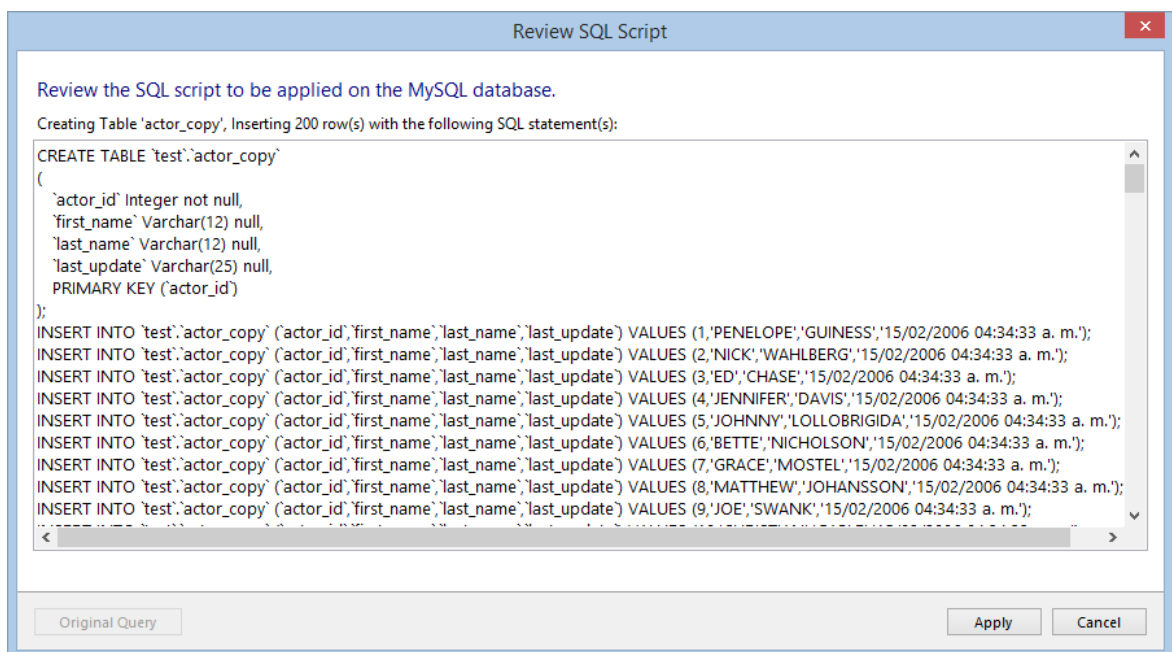 Review SQL Script
Review the SQL script to be applied on the MySQL database.
Creating Table 'actor_copy', Inserting 200 row(s) with the following SQL statement(s):
CREATE TABLE `test`.`actor_copy`
(
`actor_id` Integer not null,
`first_name` Varchar(12) null,
`last_name` Varchar(12) null,
`last_update` Varchar(25) null,
PRIMARY KEY (`actor_id`)
);
INSERT INTO `test`.`actor_copy` (`actor_id`,`first_name`,`last_name`,`last_update`) VALUES (1,'PENELOPE','GUINESS','15/02/2006 04:34:33 a. m.');
INSERT INTO `test`.`actor_copy` (`actor_id`,`first_name`,`last_name`,`last_update`) VALUES (2,'NICK','WAHLBERG','15/02/2006 04:34:33 a. m.');
INSERT INTO `test`.`actor_copy` (`actor_id`,`first_name`,`last_name`,`last_update`) VALUES (3,'ED','CHASE','15/02/2006 04:34:33 a. m.');
INSERT INTO `test`.`actor_copy` (`actor_id`,`first_name`,`last_name`,`last_update`) VALUES (4,'JENNIFER','DAVIS','15/02/2006 04:34:33 a. m.');
INSERT INTO `test`.`actor_copy` (`actor_id`,`first_name`,`last_name`,`last_update`) VALUES (5,'JOHNNY','LOLLOBRIGIDA','15/02/2006 04:34:33 a. m.');
INSERT INTO `test`.`actor_copy` (`actor_id`,`first_name`,`last_name`,`last_update`) VALUES (6,'BETTE','NICHOLSON','15/02/2006 04:34:33 a. m.');
INSERT INTO `test`.`actor_copy` (`actor_id`,`first_name`,`last_name`,`last_update`) VALUES (7,'GRACE','MOSTEL','15/02/2006 04:34:33 a. m.');
INSERT INTO `test`.`actor_copy` (`actor_id`,`first_name`,`last_name`,`last_update`) VALUES (8,'MATTHEW','JOHANSSON','15/02/2006 04:34:33 a. m.');
INSERT INTO `test`.`actor_copy` (`actor_id`,`first_name`,`last_name`,`last_update`) VALUES (9,'JOE','SWANK','15/02/2006 04:34:33 a. m.');
Original Query
Apply
Cancel